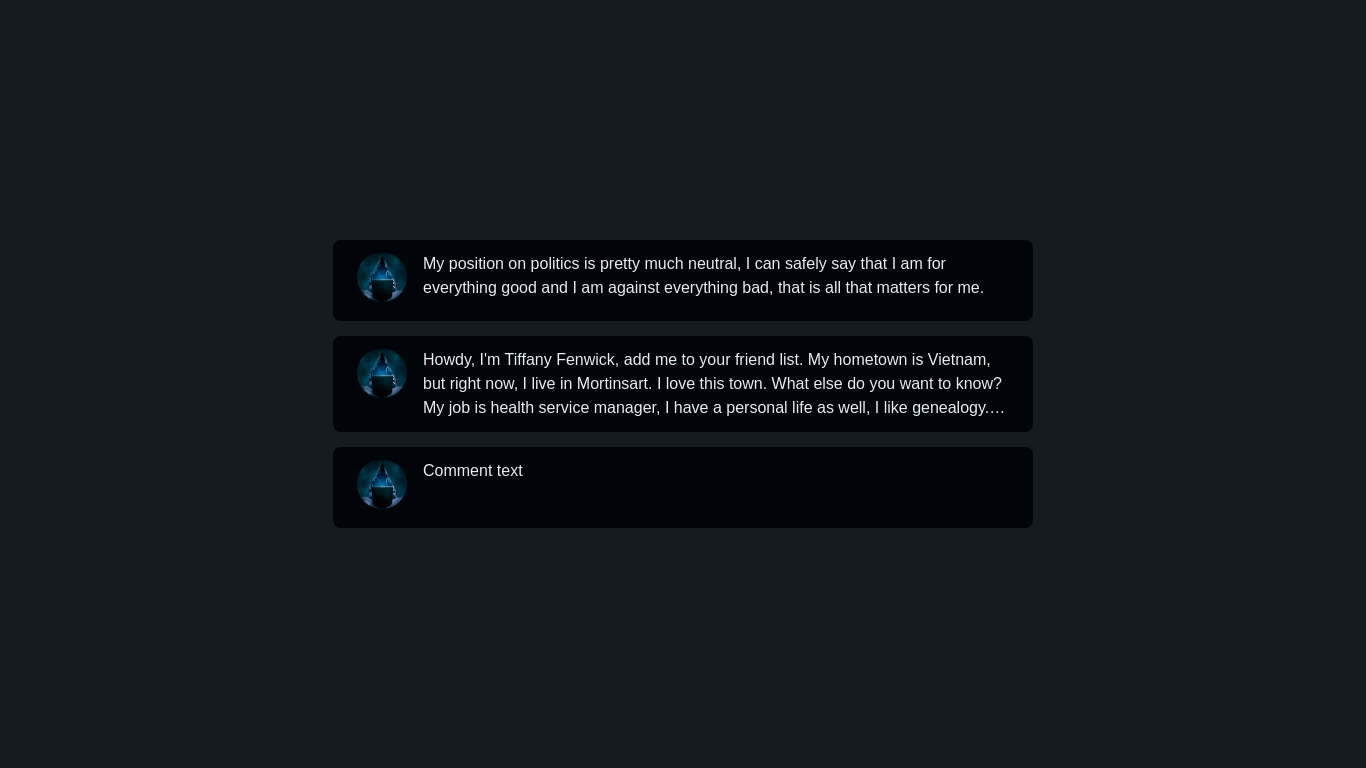 My position on politics is pretty much neutral, I can safely say that I am for
everything good and I am against everything bad, that is all that matters for me.
Howdy, I'm Tiffany Fenwick, add me to your friend list. My hometown is Vietnam,
but right now, I live in Mortinsart. I love this town. What else do you want to know?
My job is health service manager, I have a personal life as well, I like genealogy.…
Comment text